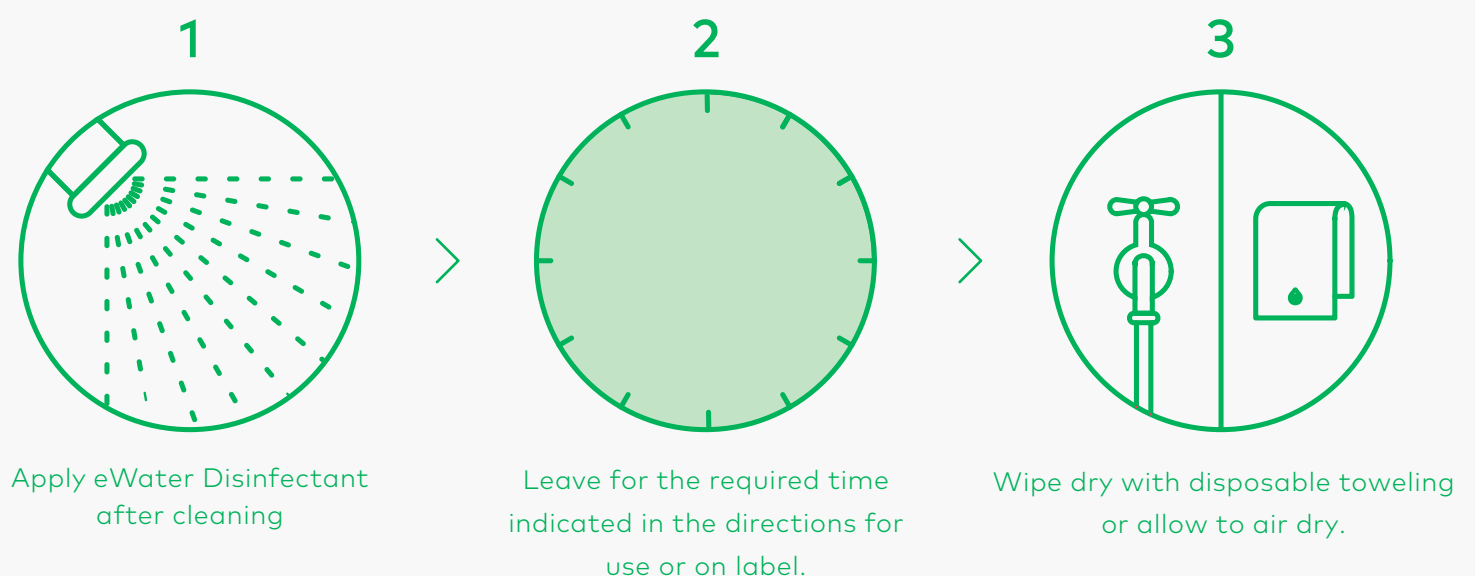 1
Apply eWater Disinfectant
after cleaning
2
Leave for the required time
indicated in the directions for
use or on label.
3
Wipe dry with disposable toweling
or allow to air dry.